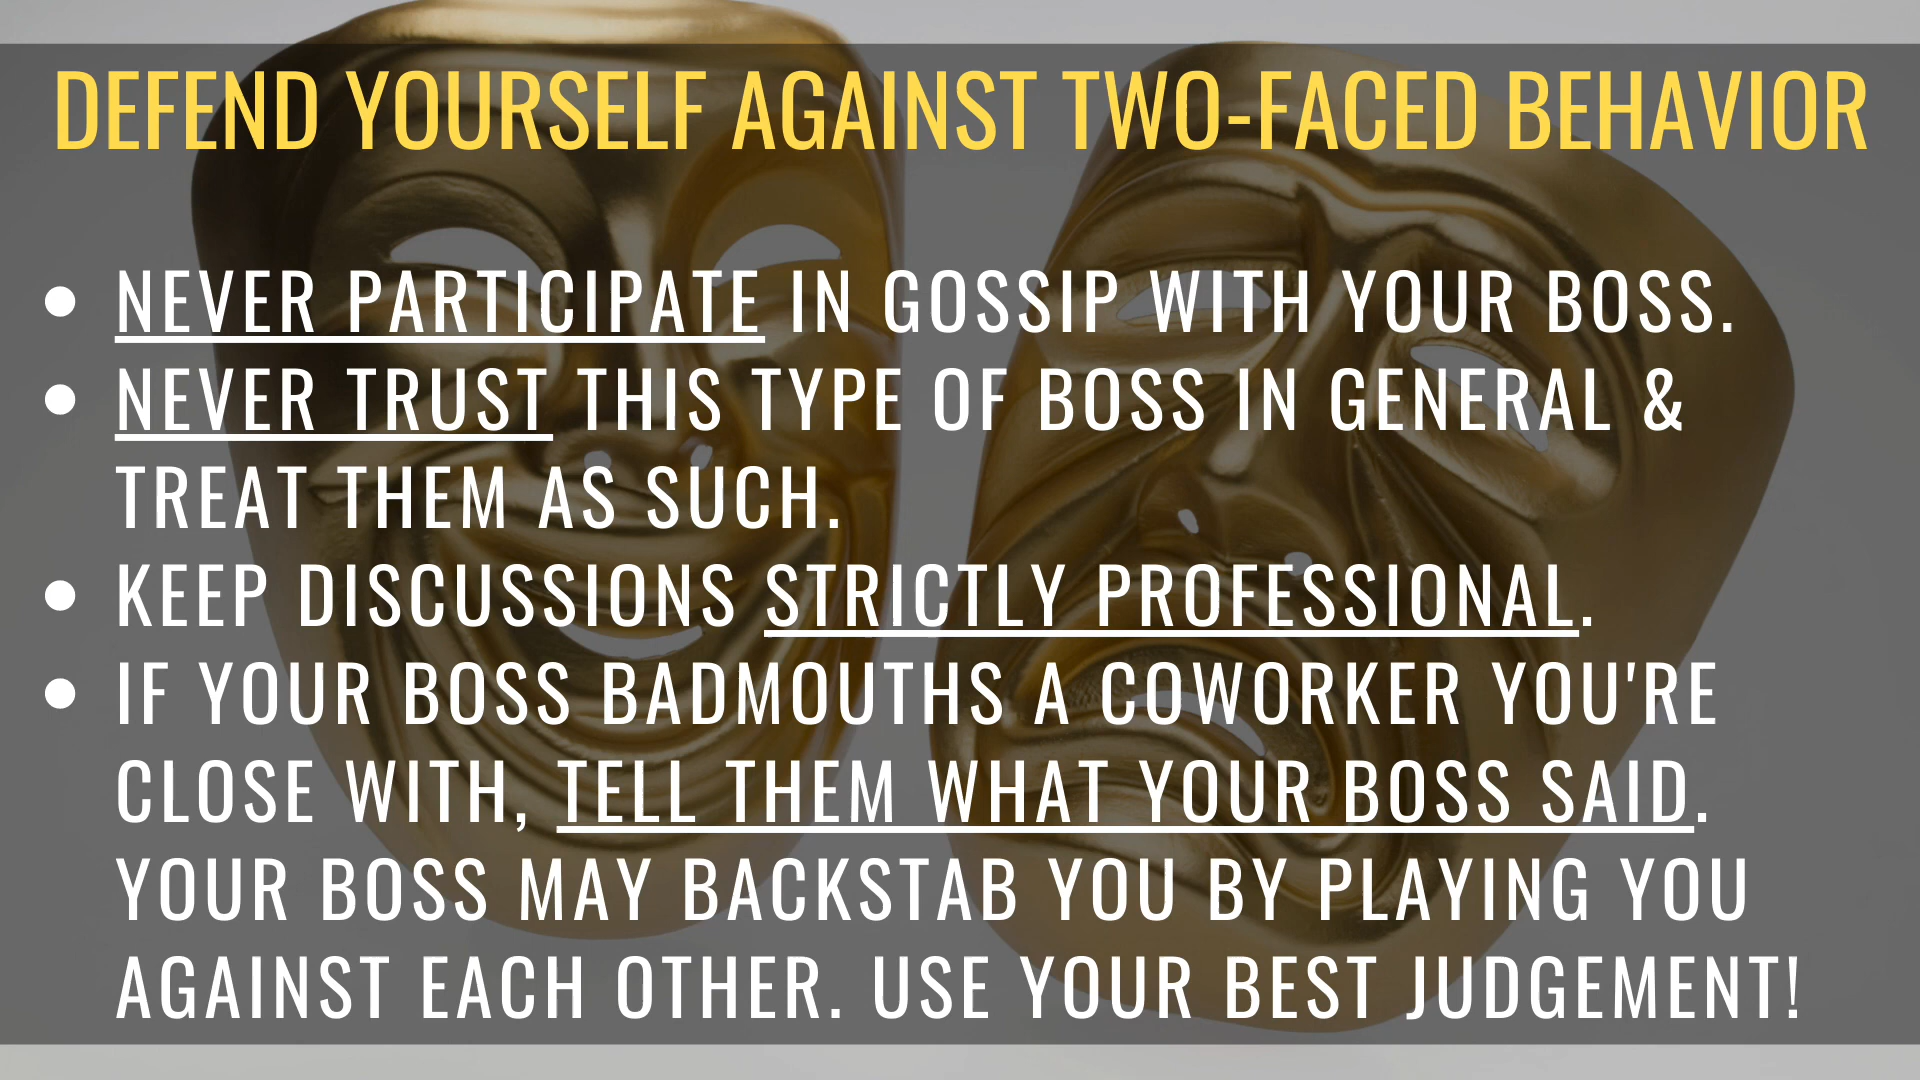 DEFEND YOURSELF AGAINST TWO-FACED BEHAVIOR
• NEVER PARTICIPATE IN GOSSIP WITH YOUR BOSS.
• NEVER TRUST THIS TYPE OF BOSS IN GENERAL &
TREAT THEM AS SUCH.
• KEEP DISCUSSIONS STRICTLY PROFESSIONAL.
• IF YOUR BOSS BADMOUTHS A COWORKER YOU'RE
CLOSE WITH, TELL THEM WHAT YOUR BOSS SAID.
YOUR BOSS MAY BACKSTAB YOU BY PLAYING YOU
AGAINST EACH OTHER. USE YOUR BEST JUDGEMENT!